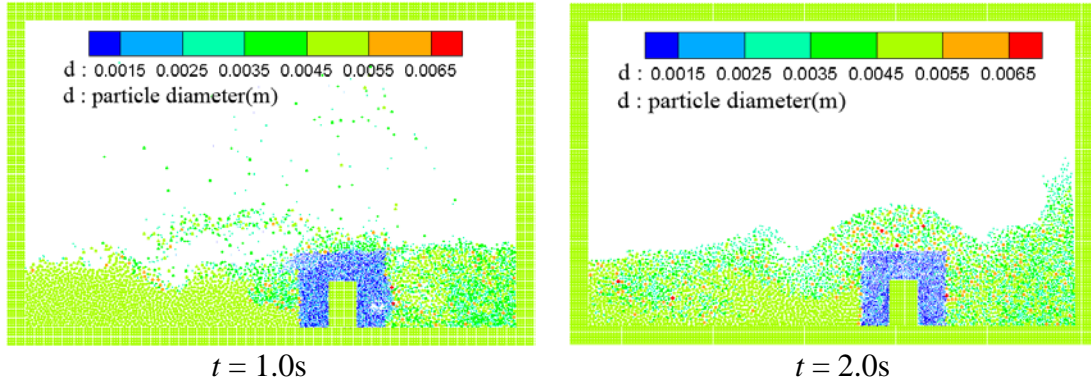 d : 0.0015 0.0025 0.0035 0.0045 0.0055 0.0065
d : particle diameter(m)
t = 1.0s
d : 0.0015 0.0025 0.0035 0.0045 0.0055 0.0065
d : particle diameter(m)
t = 2.0s